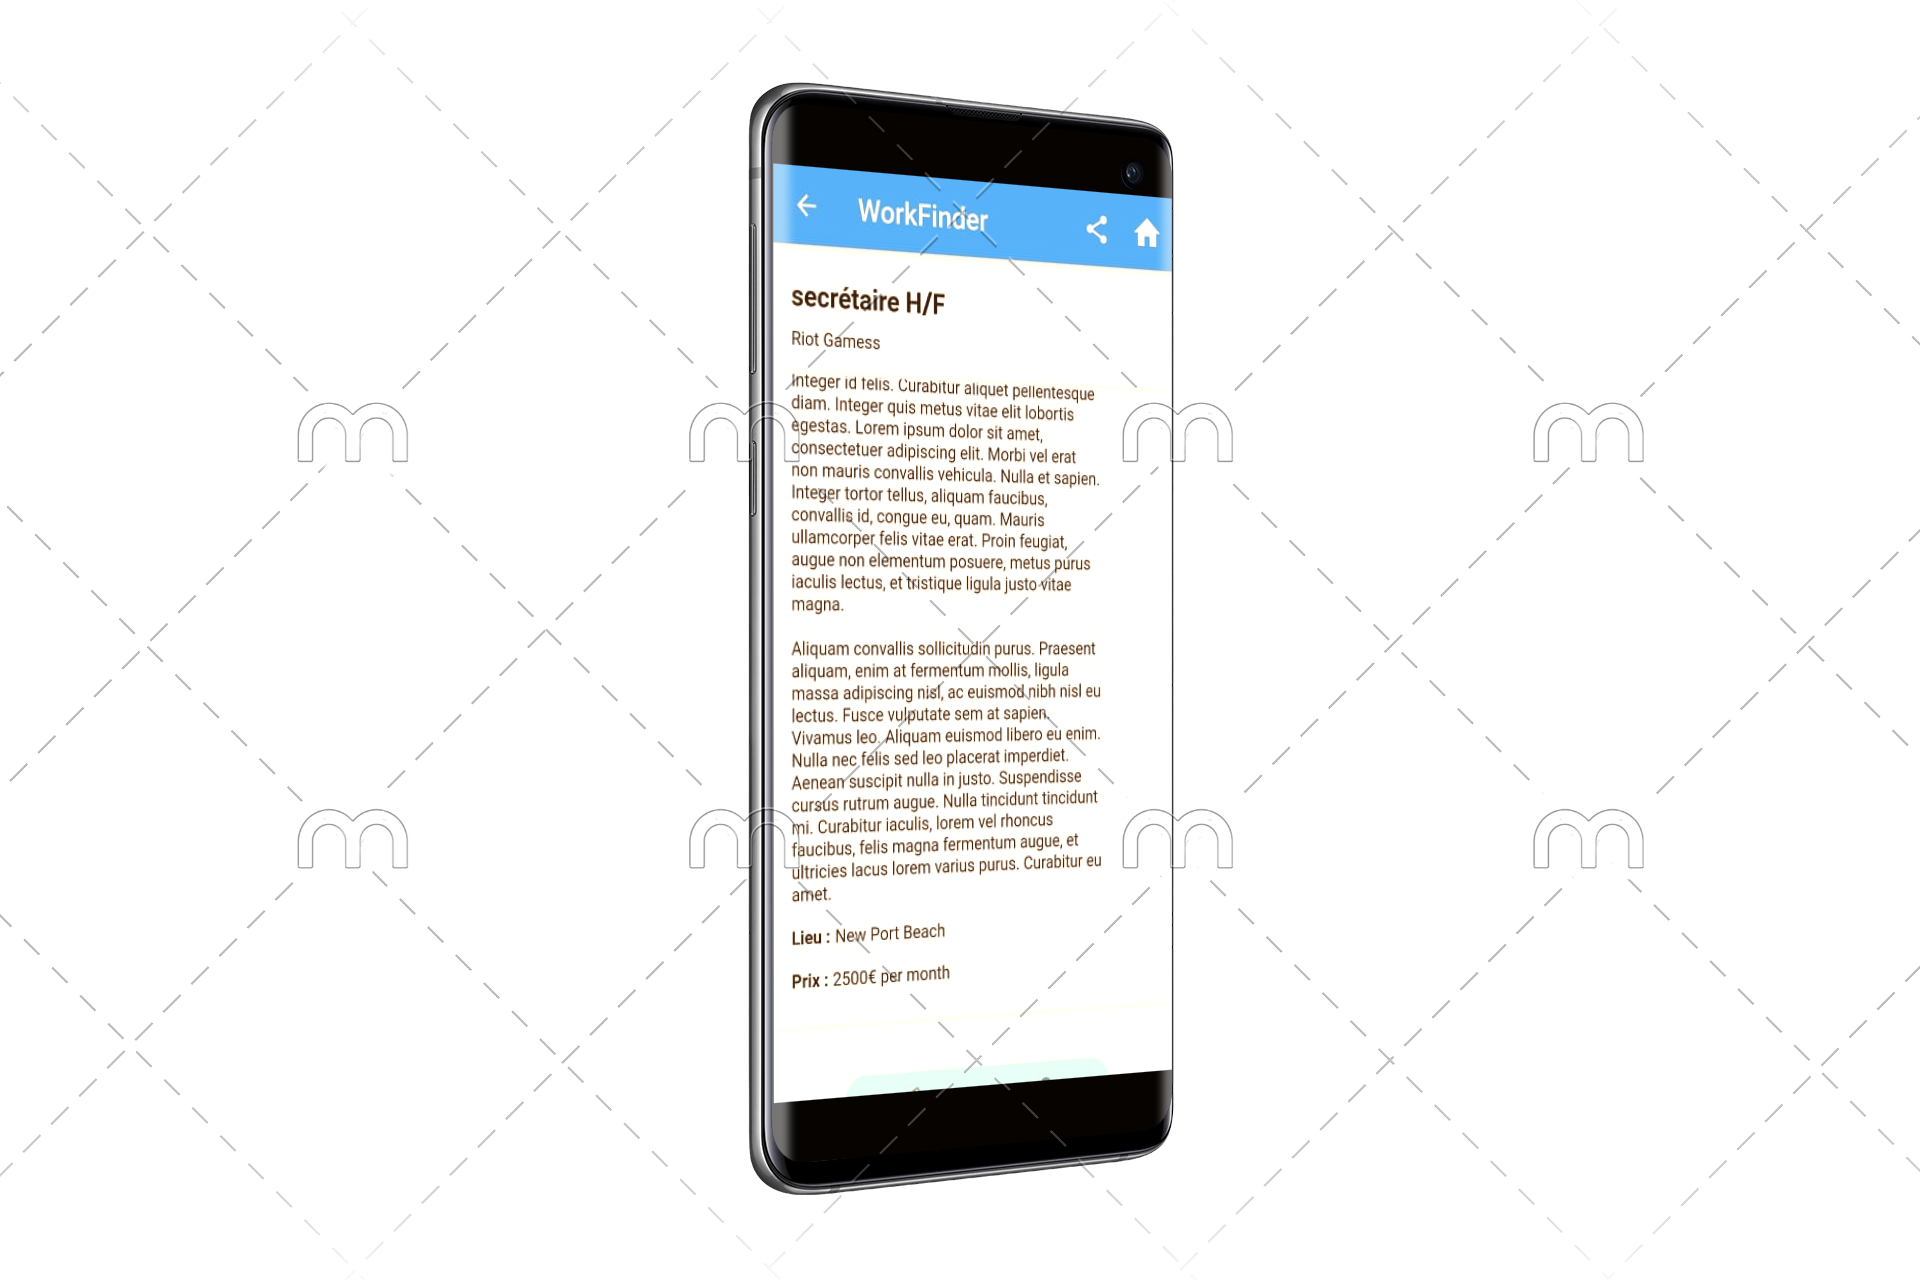 WorkFinder
secrétaire H/F
Riot Gamess
Integer id felis. Curabitur aliquet pellentesque
diam. Integer quis metus vitae elit lobortis
egestas. Lorem ipsum dolor sit amet,
consectetuer adipiscing elit. Morbi vel erat
non mauris convallis vehicula. Nulla et sapien.
Integer tortor tellus, aliquam faucibus,
convallis id, congue eu, quam. Mauris
ullamcorper felis vitae erat. Proin feugiat,
augue non elementum posuere, metus purus
iaculis lectus, et tristique ligula justo vitae
magna.
Aliquam convallis sollicitudin purus. Praesent
aliquam, enim at fermentum mollis, ligula
massa adipiscing nisl, ac euismod nibh nisl eu
lectus. Fusce vulputate sem at sapien.
Vivamus leo. Aliquam euismod libero eu enim.
Nulla nec felis sed leo placerat imperdiet.
Aenean suscipit nulla in justo. Suspendisse
cursus rutrum augue. Nulla tincidunt tincidunt
mi. Curabitur iaculis, lorem vel rhoncus
faucibus, felis magna fermentum augue, et
ultricies lacus lorem varius purus. Curabitur eu
amet.
Lieu : New Port Beach
Prix : 2500€ per month